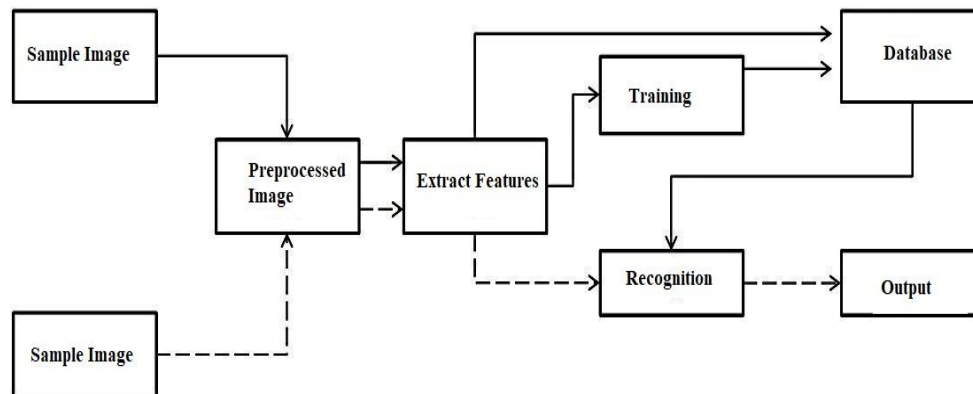 Sample Image
Database
Training
Preprocessed
Image
Extract Features
Recognition
Output
Sample Image